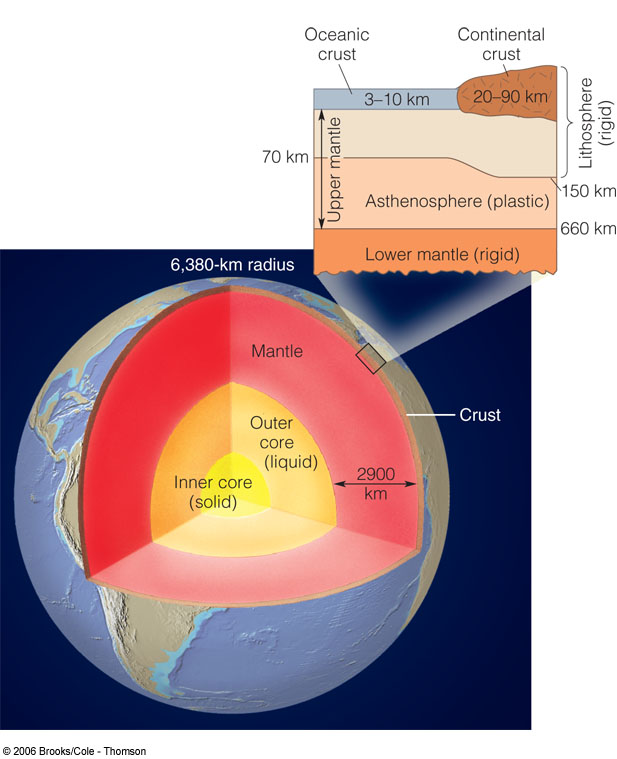 Oceanic
crust
Continental
crust
3–10 km
20–90 km
Lithosphere
(rigid)
70 km
Upper mantle
150 km
Asthenosphere (plastic)
660 km
Lower mantle (rigid)
6,380-km radius
Mantle
Crust
Outer
core
(liquid)
2900
km
Inner core
(solid)
© 2006 Brooks/Cole - Thomson